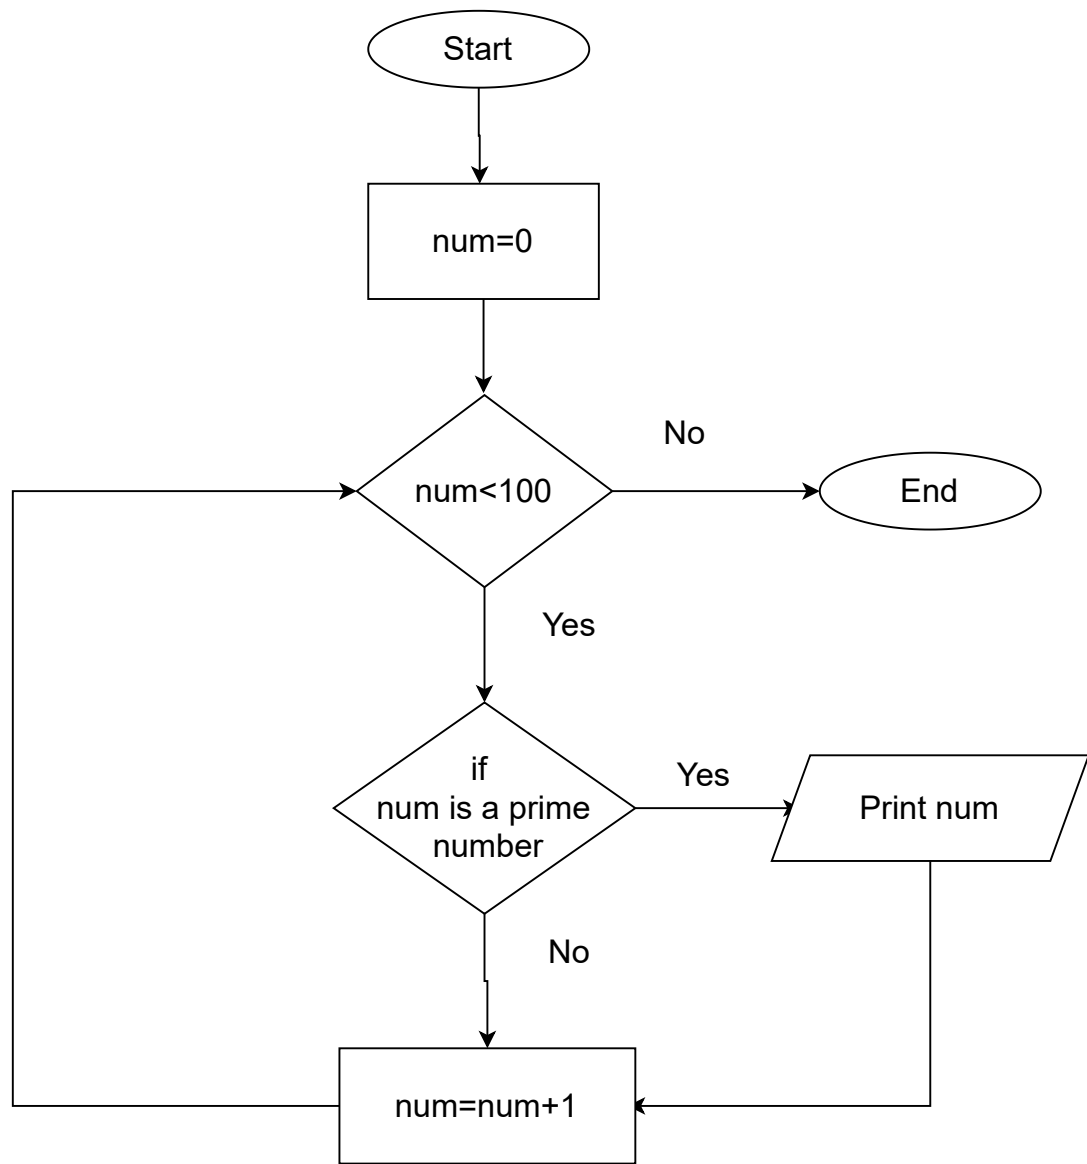 Start
num=0
No
num<100
End
Yes
if
num is a prime
number
Yes
Print num
No
num=num+1